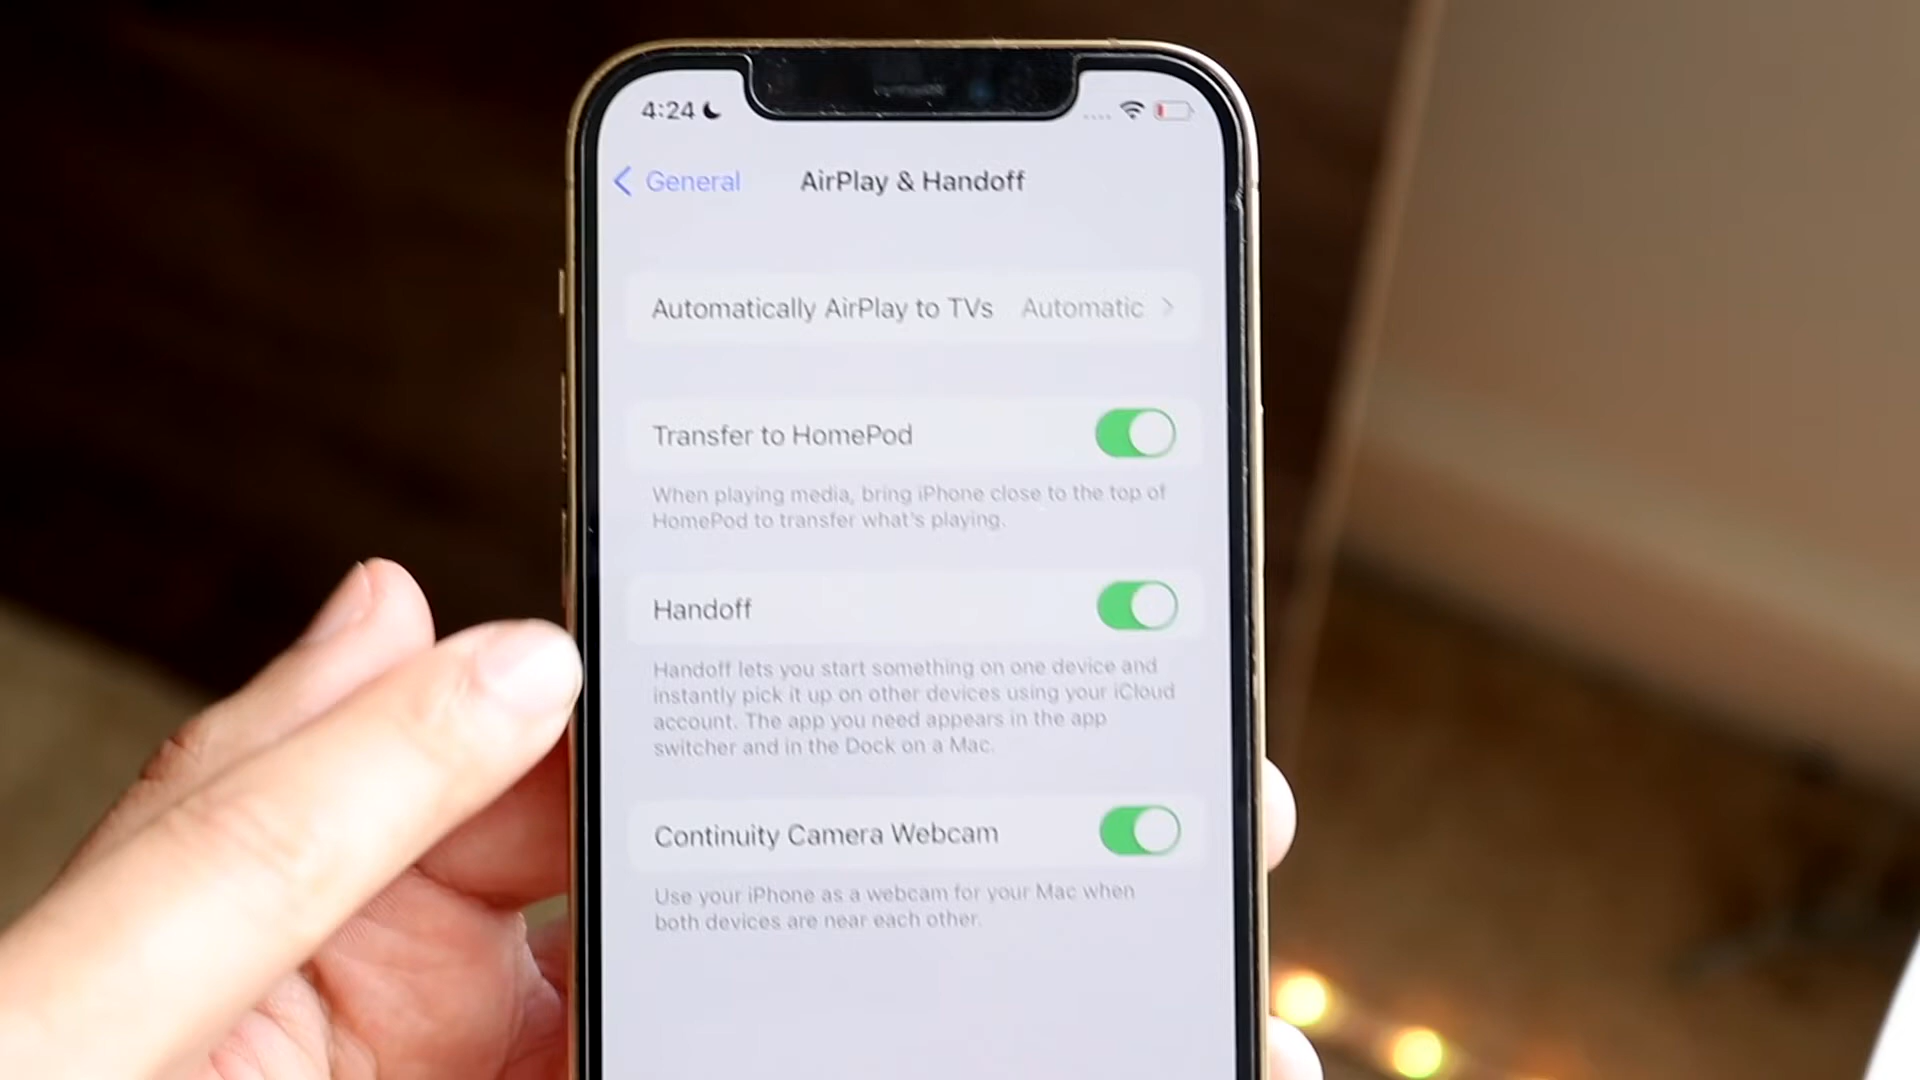 4:24
General
AirPlay & Handoff
Automatically AirPlay to TVs Automatic
Transfer to HomePod
When playing media, bring iPhone close to the top of
HomePod to transfer what's playing.
Handoff
Handoff lets you start something on one device and
instantly pick it up on other devices using your iCloud
account. The app you need appears in the app
switcher and in the Dock on a Mac.
Continuity Camera Webcam
Use your iPhone as a webcam for your Mac when
both devices are near each other.